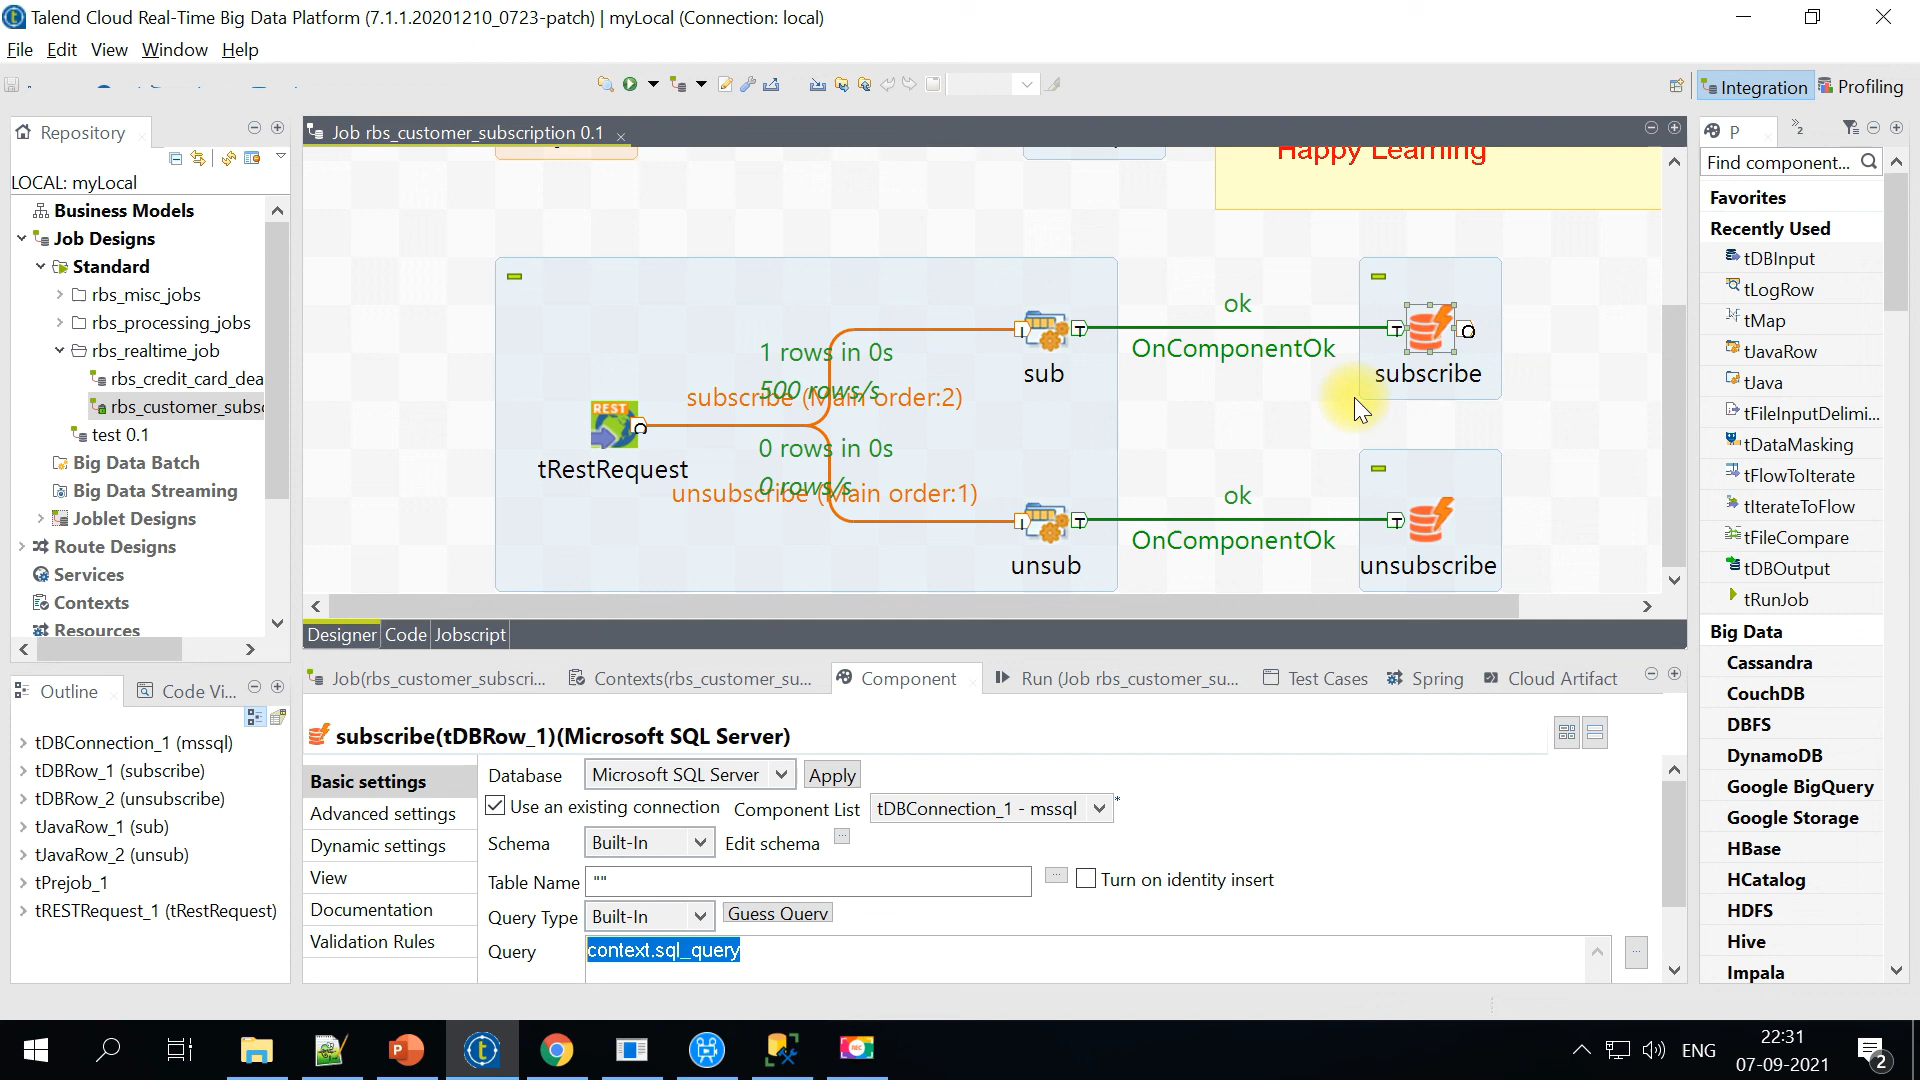 Talend Cloud Real-Time Big Data Platform (7.1.1.20201210_0723-patch) | myLocal (Connection: local)
File Edit View Window Help
Integration Profiling
Repository
LOCAL: myLocal
Business Models
Job Designs
Standard
rbs_misc_jobs
rbs_processing_jobs
rbs_realtime_job
rbs_credit_card_dea
rbs_customer_subsc
test 0.1
Big Data Batch
Big Data Streaming
Joblet Designs
Route Designs
Services
Contexts
Resources
Job rbs_customer_subscription 0.1
Happy Learning
ok
OnComponentOk
sub
subscribe
1 rows in 0s
500 rows/s
subscribe (Main order:2)
REST
tRestRequest
0 rows in 0s
0 rows/s
unsubscribe (Main order:1)
ok
OnComponentOk
unsub
unsubscribe
Designer Code Jobscript
P
Find component...
Favorites
Recently Used
tDBInput
tLogRow
tMap
tJavaRow
tJava
tFileInputDelimi...
tDataMasking
tFlowToIterate
tIterateToFlow
tFileCompare
tDBOutput
tRunJob
Big Data
Cassandra
CouchDB
DBFS
DynamoDB
Google BigQuery
Google Storage
HBase
HCatalog
HDFS
Hive
Impala
Outline Code Vi...
tDBConnection_1 (mssql)
tDBRow_1 (subscribe)
tDBRow_2 (unsubscribe)
tJavaRow_1 (sub)
tJavaRow_2 (unsub)
tPrejob_1
tRESTRequest_1 (tRestRequest)
Job(rbs_customer_subscri... Contexts(rbs_customer_su... Component Run (Job rbs_customer_su... Test Cases Spring Cloud Artifact
subscribe(tDBRow_1)(Microsoft SQL Server)
Basic settings
Advanced settings
Dynamic settings
View
Documentation
Validation Rules
Database Microsoft SQL Server Apply
Use an existing connection Component List tDBConnection_1 - mssql *
Schema Built-In Edit schema ...
Table Name "" ... Turn on identity insert
Query Type Built-In Guess Query
Query context.sql_query ...
ENG
22:31
07-09-2021
2